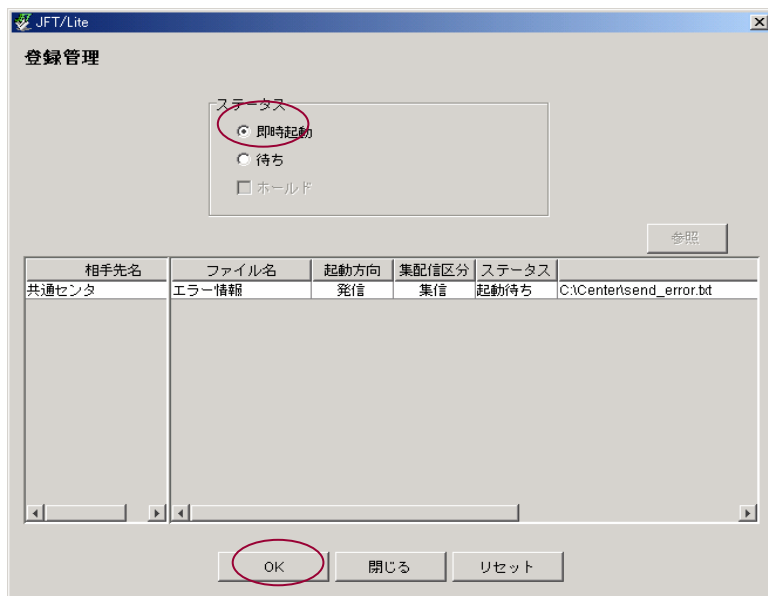 JFT/Lite
登録管理
ステータス
即時起動
待ち
ホールド
参照
相手先名 ファイル名 起動方向 集配信区分 ステータス
共通センタ エラー情報 発信 集信 起動待ち C:\Center\send_error.txt
OK 閉じる リセット